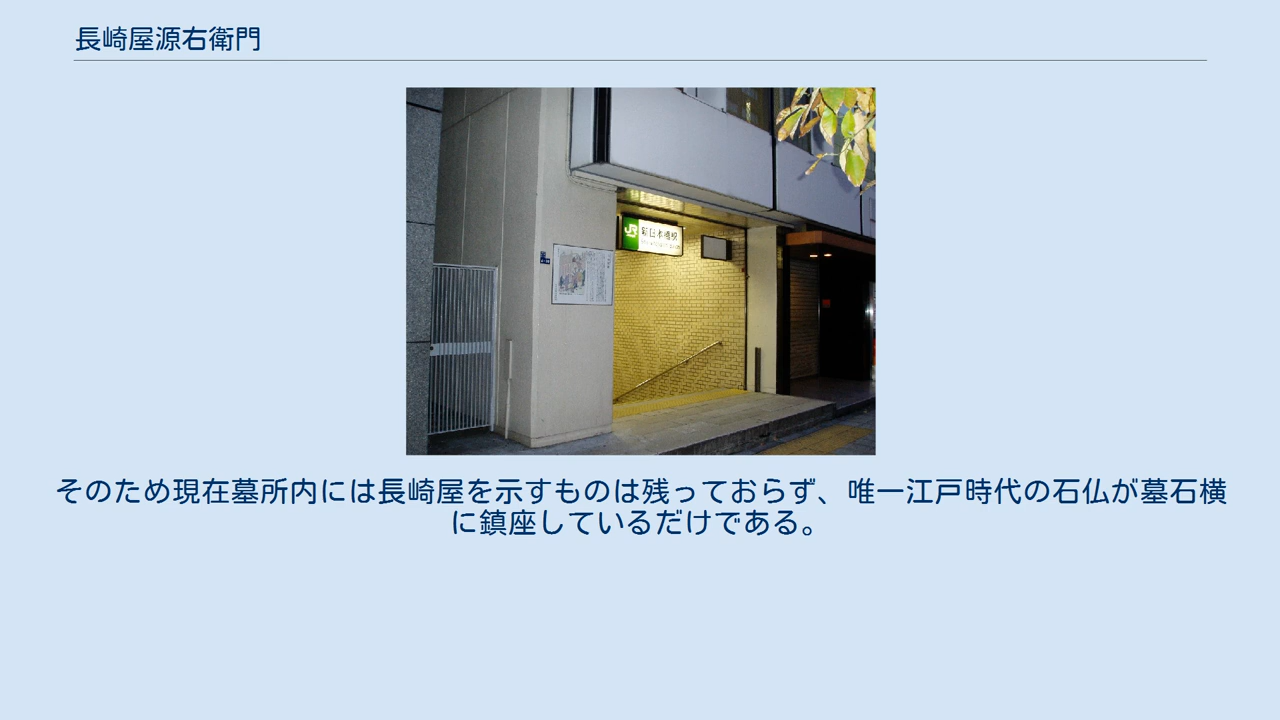 長崎屋源右衛門
JR 新日本橋駅
そのため現在墓所内には長崎屋を示すものは残っておらず、唯一江戸時代の石仏が墓石横
に鎮座しているだけである。